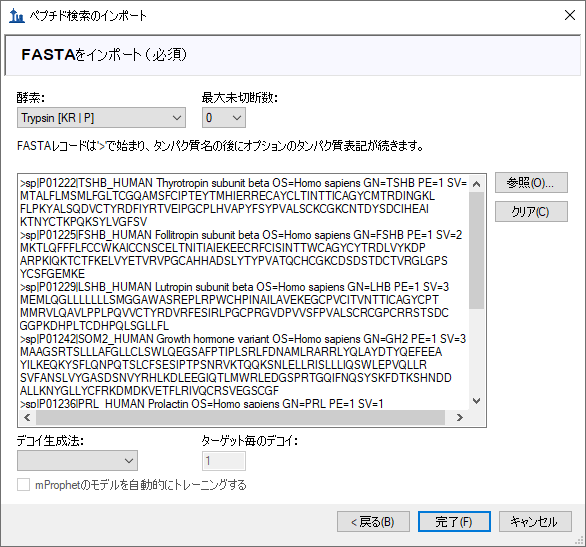 ペプチド検索のインポート
FASTAをインポート（必須）
酵素:
最大未切断数:
Trypsin [KR | P]
0
FASTAレコードは'>'で始まり、タンパク質名の後にオプションのタンパク質表記が続きます。
>sp|P01222|TSHB_HUMAN Thyrotropin subunit beta OS=Homo sapiens GN=TSHB PE=1 SV=
MTALFLMSMLFGLTCGQAMSFCIPTEYTMHIERRECAYCLTINTTICAGYCMTRDINGKL
FLPKYALSQDVCTYRDFIYRTVEIPGCPLHVAPYFSYPVALSCKCGKCNTDYSDCIHEAI
KTNYCTKPQKSYLVGFSV
>sp|P01225|FSHB_HUMAN Follitropin subunit beta OS=Homo sapiens GN=FSHB PE=1 SV=2
MKTLQFFFLFCCWKAICCNSCELTNITIAIEKEECRFCISINTTWCAGYCYTRDLVYKDP
ARPKIQKTCTFKELVYETVRVPGCAHHADSLYTYPVATQCHCGKCDSDSTDCTVRGLGPS
YCSFGEMKE
>sp|P01229|LSHB_HUMAN Lutropin subunit beta OS=Homo sapiens GN=LHB PE=1 SV=3
MEMLQGLLLLLLLSMGGAWASREPLRPWCHPINAILAVEKEGCPVCITVNTTICAGYCPT
MMRVLQAVLPPLPQVVCTYRDVRFESIRLPGCPRGVDPVVSFPVALSCRCGPCRRSTSDC
GGPKDHPLTCDHPQLSGLLFL
>sp|P01242|SOM2_HUMAN Growth hormone variant OS=Homo sapiens GN=GH2 PE=1 SV=3
MAAGSRTSLLLAFGLLCLSWLQEGSAFPTIPLSRLFDNAMLRARRLYQLAYDTYQEFEEA
YILKEQKYSFLQNPQTSLCFSESIPTPSNRVKTQQKSNLELLRISLLLIQSWLEPVQLLR
SVFANSLVYGASDSNVYRHLKDLEEGIQTLMWRLEDGSPRTGQIFNQSYSKFDTKSHNDD
ALLKNYGLLYCFRKDMDKVETFLRIVQCRSVEGSCGF
>sp|P01236|PRL_HUMAN Prolactin OS=Homo sapiens GN=PRL PE=1 SV=1
参照(O)...
クリア(C)
デコイ生成法:
ターゲット毎のデコイ:
1
mProphetのモデルを自動的にトレーニングする
< 戻る(B)
完了(F)
キャンセル